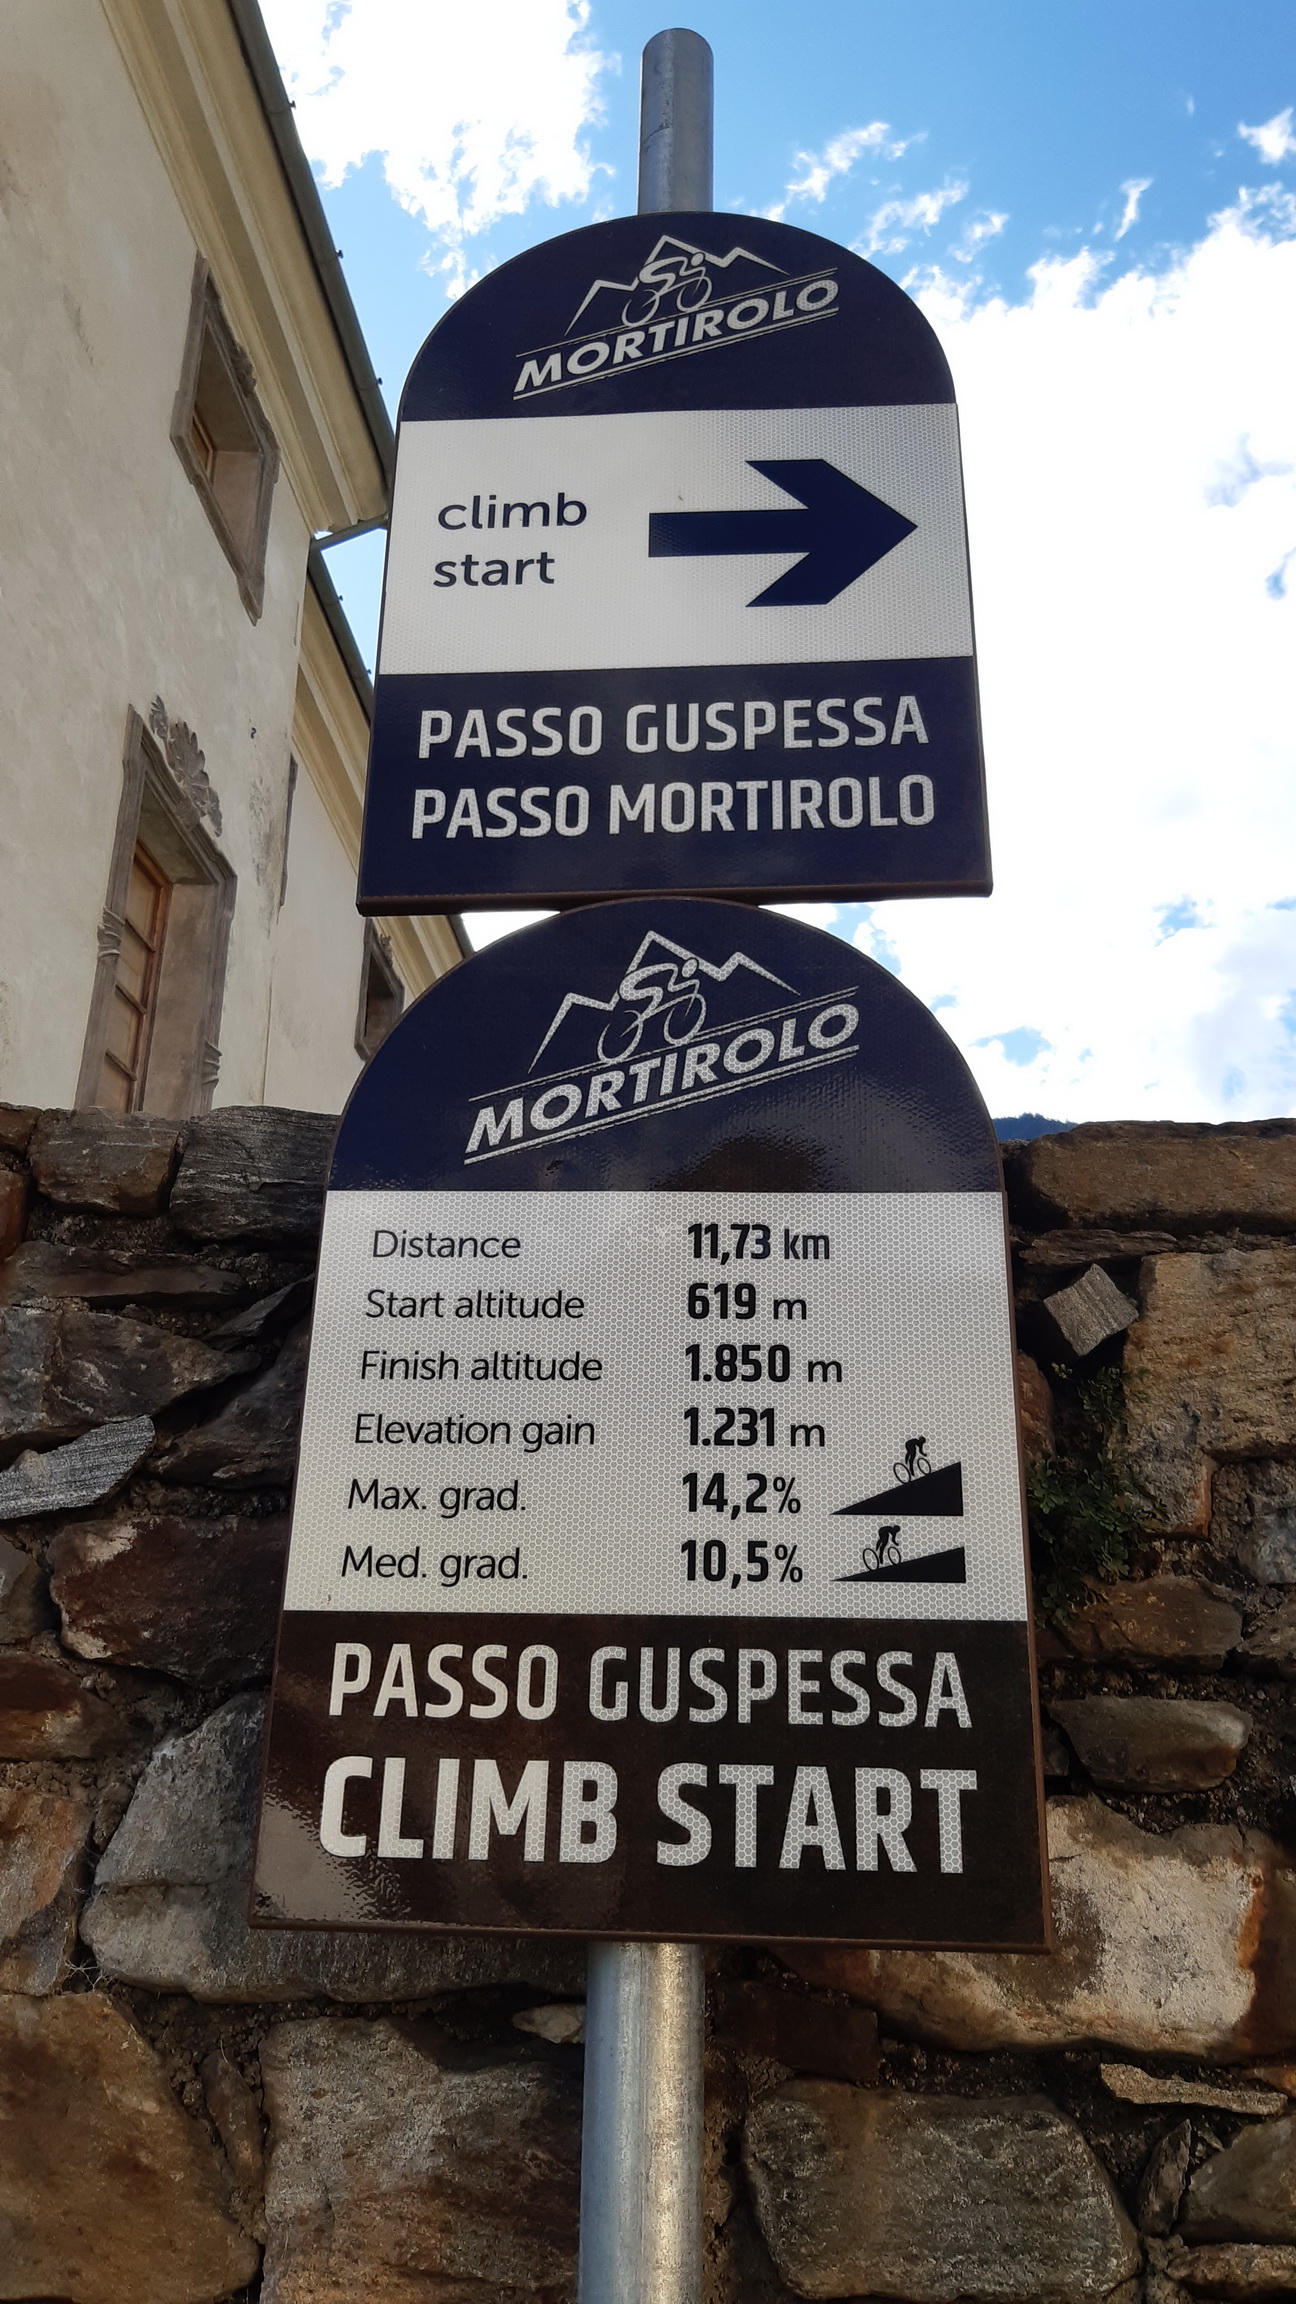 MORTIROLO
climb
start
PASSO GUSPESSA
PASSO MORTIROLO
MORTIROLO
Distance 11,73 km
Start altitude 619 m
Finish altitude 1.850 m
Elevation gain 1.231 m
Max. grad. 14,2%
Med. grad. 10,5%
PASSO GUSPESSA
CLIMB START